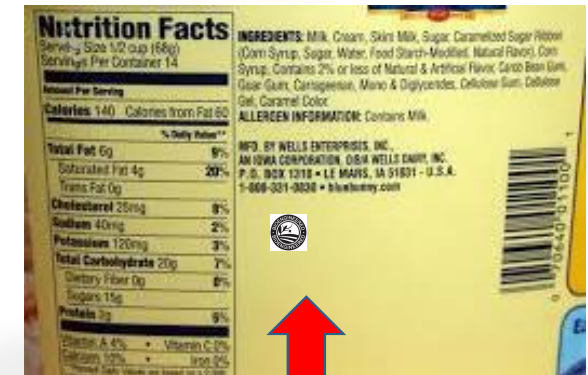 Nutrition Facts
Serving Size 1/2 cup (68g)
Servings Per Container 14
Amount Per Serving
Calories 140 Calories from Fat 60
% Daily Value**
Total Fat 6g 9%
Saturated Fat 4g 20%
Trans Fat 0g
Cholesterol 25mg 8%
Sodium 40mg 2%
Potassium 120mg 3%
Total Carbohydrate 20g 7%
Dietary Fiber 0g 0%
Sugars 15g
Protein 2g 5%
Vitamin A 4% • Vitamin C 0%
Calcium 10% • Iron 0%
INGREDIENTS: Milk, Cream, Skim Milk, Sugar, Caramelized Sugar Ribbon
(Corn Syrup, Sugar, Water, Food Starch-Modified, Natural Flavor), Corn
Syrup, Contains 2% or less of Natural & Artificial Flavor, Carob Bean Gum,
Guar Gum, Carrageenan, Mono & Diglycerides, Cellulose Gum, Cellulose
Gel, Caramel Color.
ALLERGEN INFORMATION: Contains Milk.
MFD. BY WELLS ENTERPRISES, INC.,
AN IOWA CORPORATION, D/B/A WELLS DAIRY, INC.
P.O. BOX 1310 • LE MARS, IA 51031 - U.S.A.
1-800-331-0830 • bluebunny.com